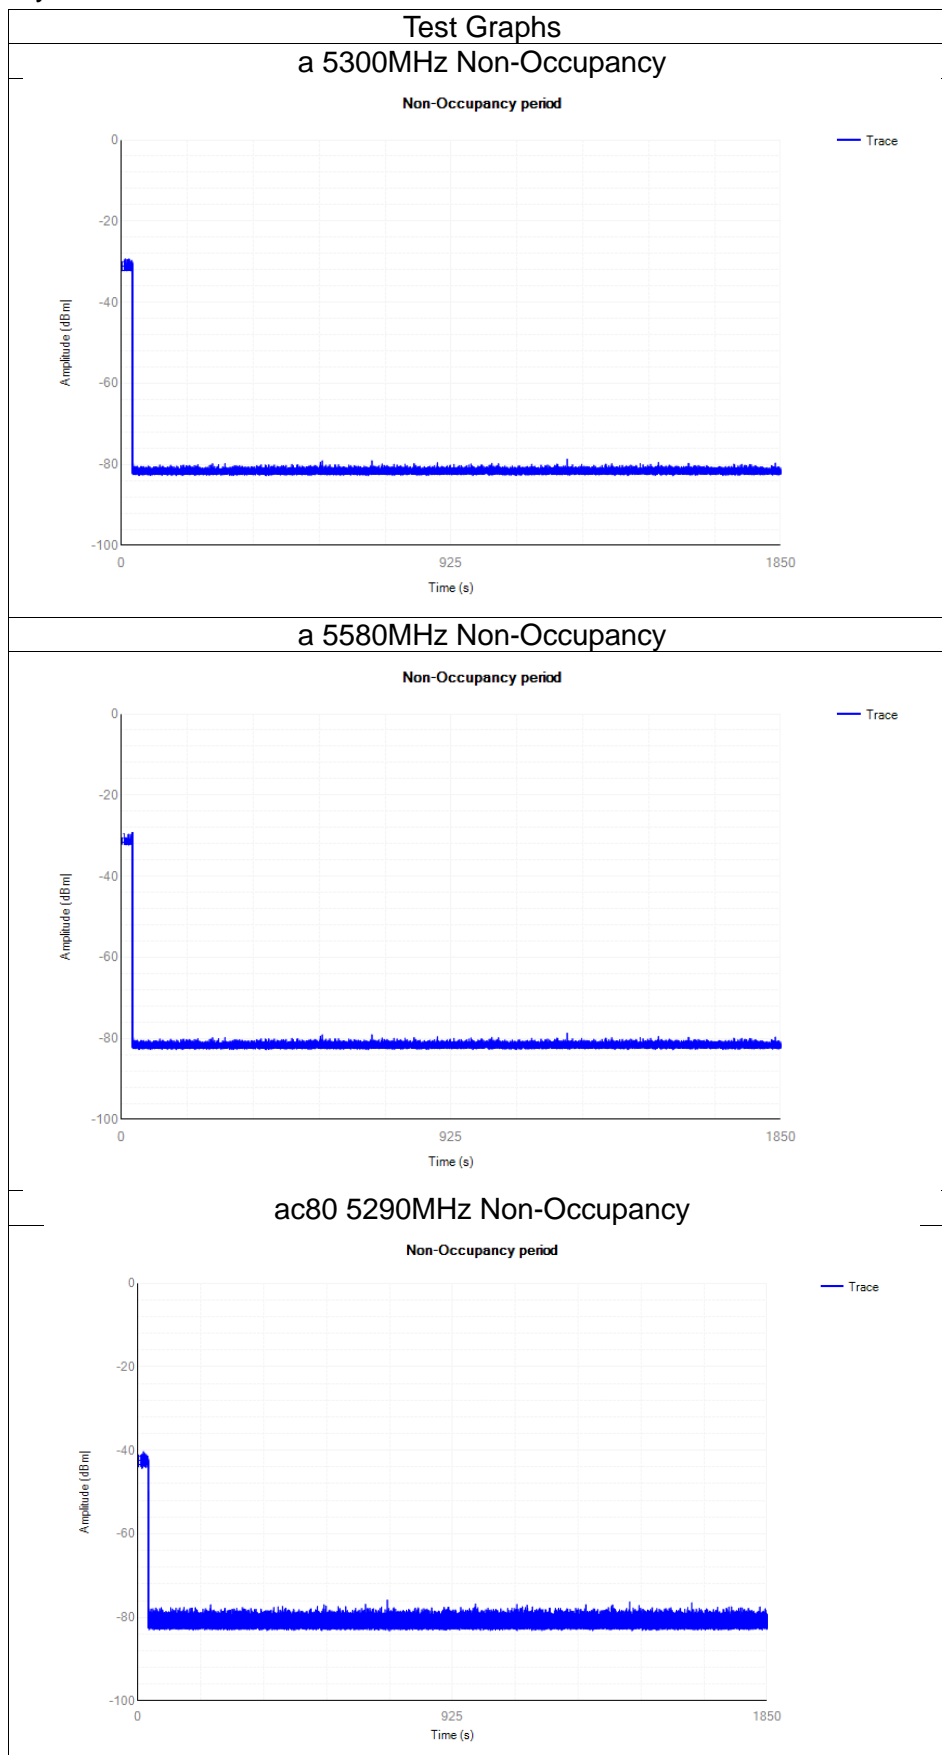 Test Graphs
a 5300MHz Non-Occupancy
Non-Occupancy period
Trace
0
-20
-40
-60
-80
-100
Amplitude [dBm]
0 925 1850
Time (s)
a 5580MHz Non-Occupancy
Non-Occupancy period
Trace
0
-20
-40
-60
-80
-100
Amplitude [dBm]
0 925 1850
Time (s)
ac80 5290MHz Non-Occupancy
Non-Occupancy period
Trace
0
-20
-40
-60
-80
-100
Amplitude [dBm]
0 925 1850
Time (s)